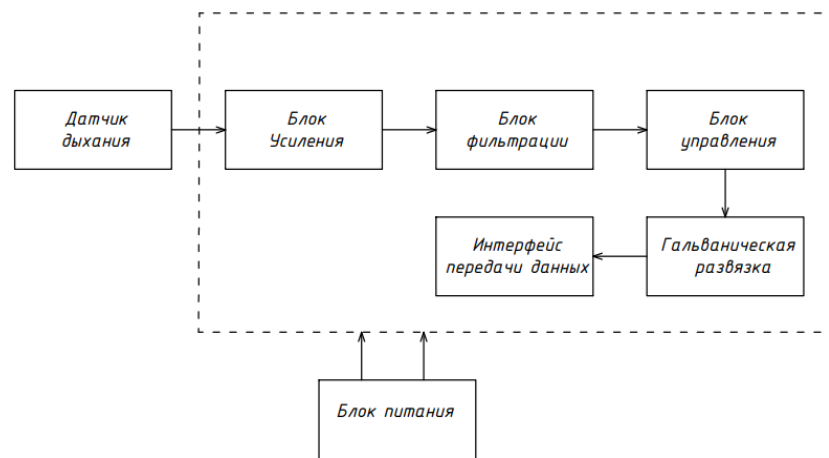 Датчик
дыхания
Блок
Усиления
Блок
фильтрации
Блок
управления
Интерфейс
передачи данных
Гальваническая
развязка
Блок питания